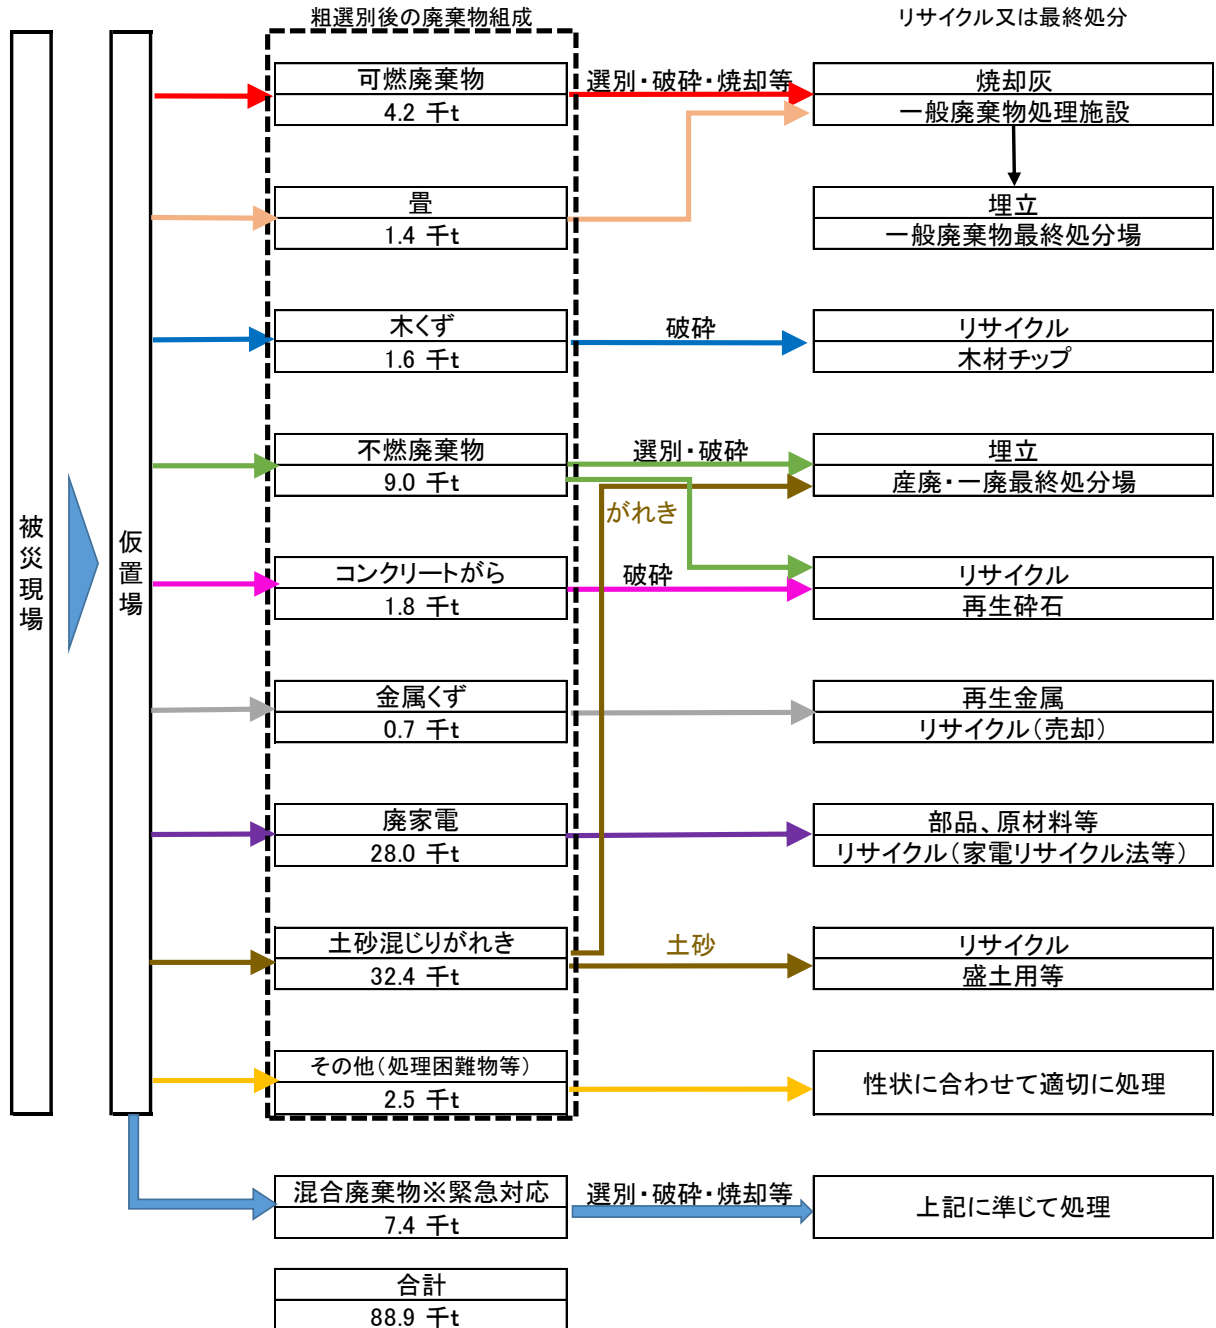 粗選別後の廃棄物組成
リサイクル又は最終処分
被災現場
仮置場
可燃廃棄物
4.2 千t
選別・破砕・焼却等
焼却灰
一般廃棄物処理施設
畳
1.4 千t
埋立
一般廃棄物最終処分場
木くず
1.6 千t
破砕
リサイクル
木材チップ
不燃廃棄物
9.0 千t
選別・破砕
埋立
産廃・一廃最終処分場
がれき
コンクリートがら
1.8 千t
破砕
リサイクル
再生砕石
金属くず
0.7 千t
再生金属
リサイクル（売却）
廃家電
28.0 千t
部品、原材料等
リサイクル（家電リサイクル法等）
土砂混じりがれき
32.4 千t
土砂
リサイクル
盛土用等
その他（処理困難物等）
2.5 千t
性状に合わせて適切に処理
混合廃棄物※緊急対応
7.4 千t
選別・破砕・焼却等
上記に準じて処理
合計
88.9 千t